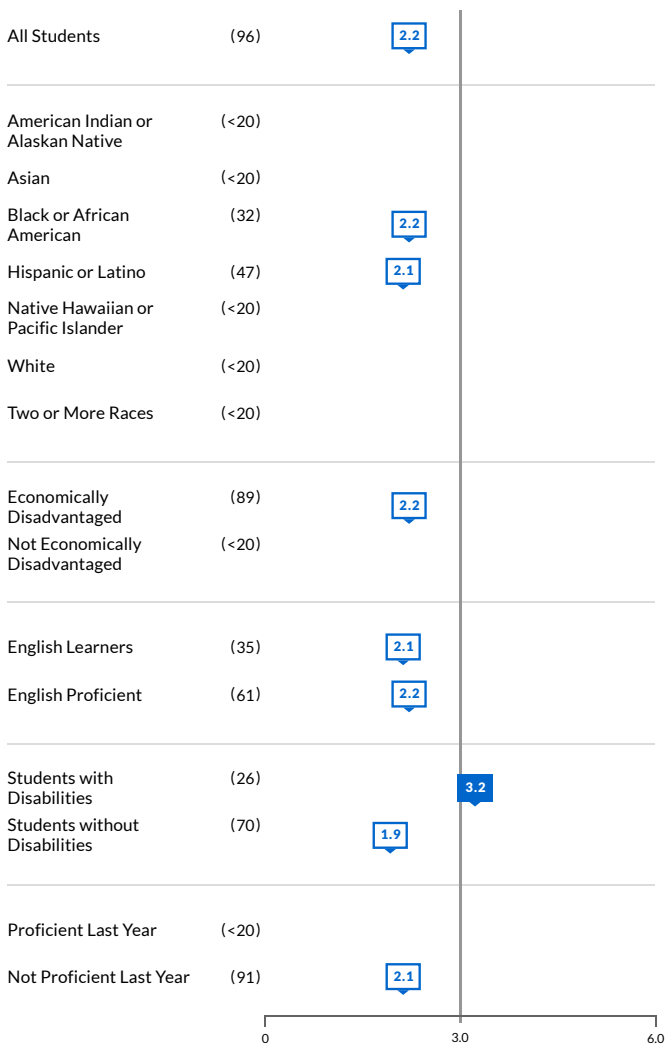 All Students (96) 2.2
American Indian or (<20)
Alaskan Native
Asian (<20)
Black or African (32) 2.2
American
Hispanic or Latino (47) 2.1
Native Hawaiian or (<20)
Pacific Islander
White (<20)
Two or More Races (<20)
Economically (89) 2.2
Disadvantaged
Not Economically (<20)
Disadvantaged
English Learners (35) 2.1
English Proficient (61) 2.2
Students with (26) 3.2
Disabilities
Students without (70) 1.9
Disabilities
Proficient Last Year (<20)
Not Proficient Last Year (91) 2.1
0 3.0 6.0